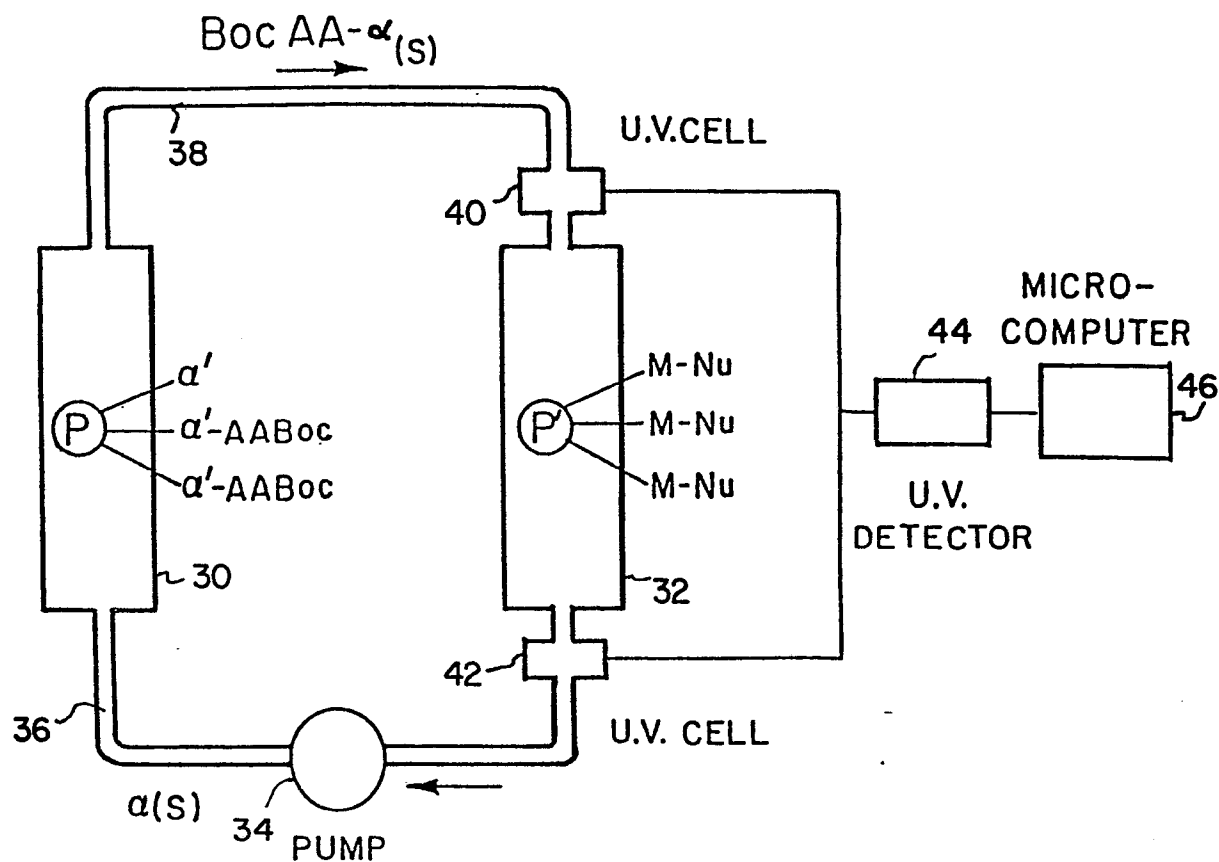 Boc AA-α(S)
38
U.V. CELL
40
MICRO-
COMPUTER
44
46
α'
P
α'-AABoc
α'-AABoc
M-Nu
P'
M-Nu
M-Nu
U.V.
DETECTOR
30
32
42
36
U.V. CELL
α(S)
34
PUMP